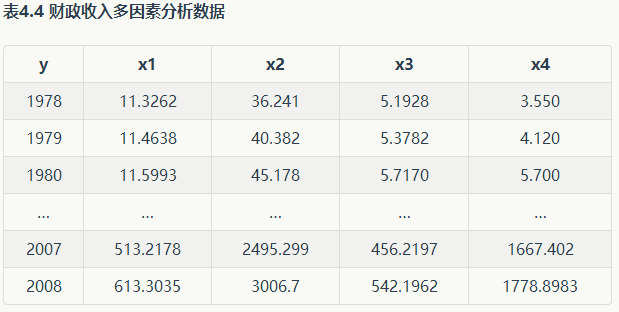 表4.4 财政收入多因素分析数据
y x1 x2 x3 x4
1978 11.3262 36.241 5.1928 3.550
1979 11.4638 40.382 5.3782 4.120
1980 11.5993 45.178 5.7170 5.700
... ... ... ... ...
2007 513.2178 2495.299 456.2197 1667.402
2008 613.3035 3006.7 542.1962 1778.8983